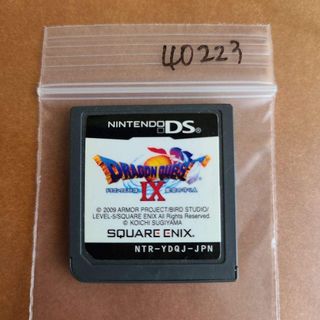 40223
NINTENDO DS
DRAGON QUEST
IX
© 2009 ARMOR PROJECT/BIRD STUDIO/
LEVEL-5/SQUARE ENIX All Rights Reserved.
© KOICHI SUGIYAMA
SQUARE ENIX
NTR-YDQJ-JPN